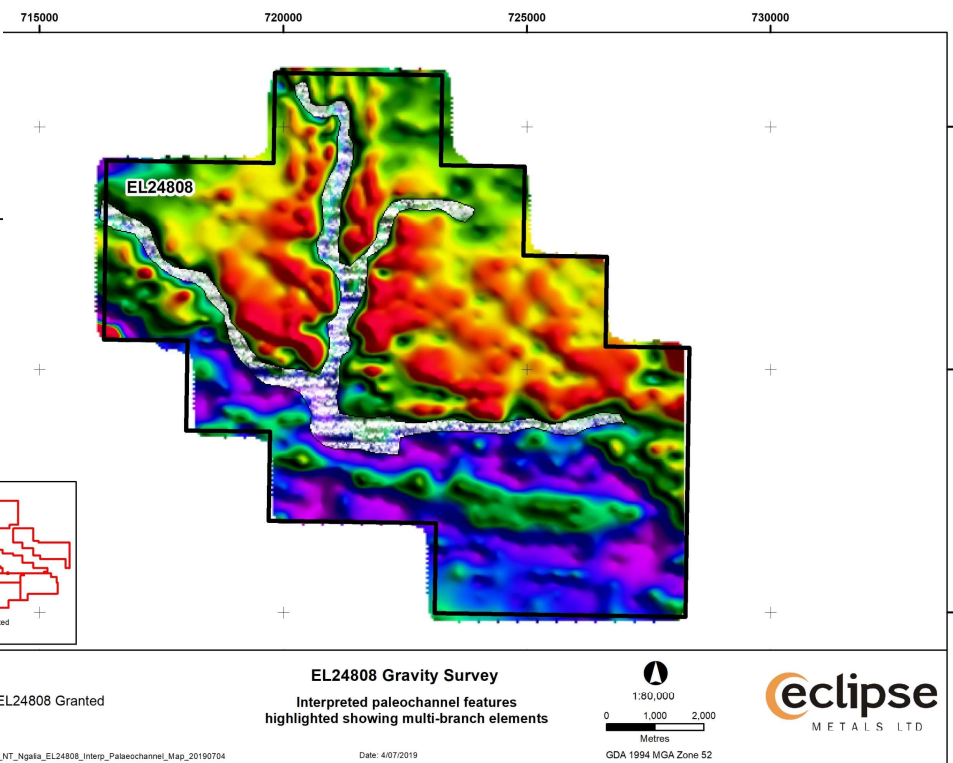 715000
720000
725000
730000
EL24808
ed
EL24808 Granted
EL24808 Gravity Survey
Interpreted paleochannel features
highlighted showing multi-branch elements
1:80,000
0 1,000 2,000
Metres
GDA 1994 MGA Zone 52
eclipse
METALS LTD
_NT_Ngalia_EL24808_Interp_Palaeochannel_Map_20190704
Date: 4/07/2019